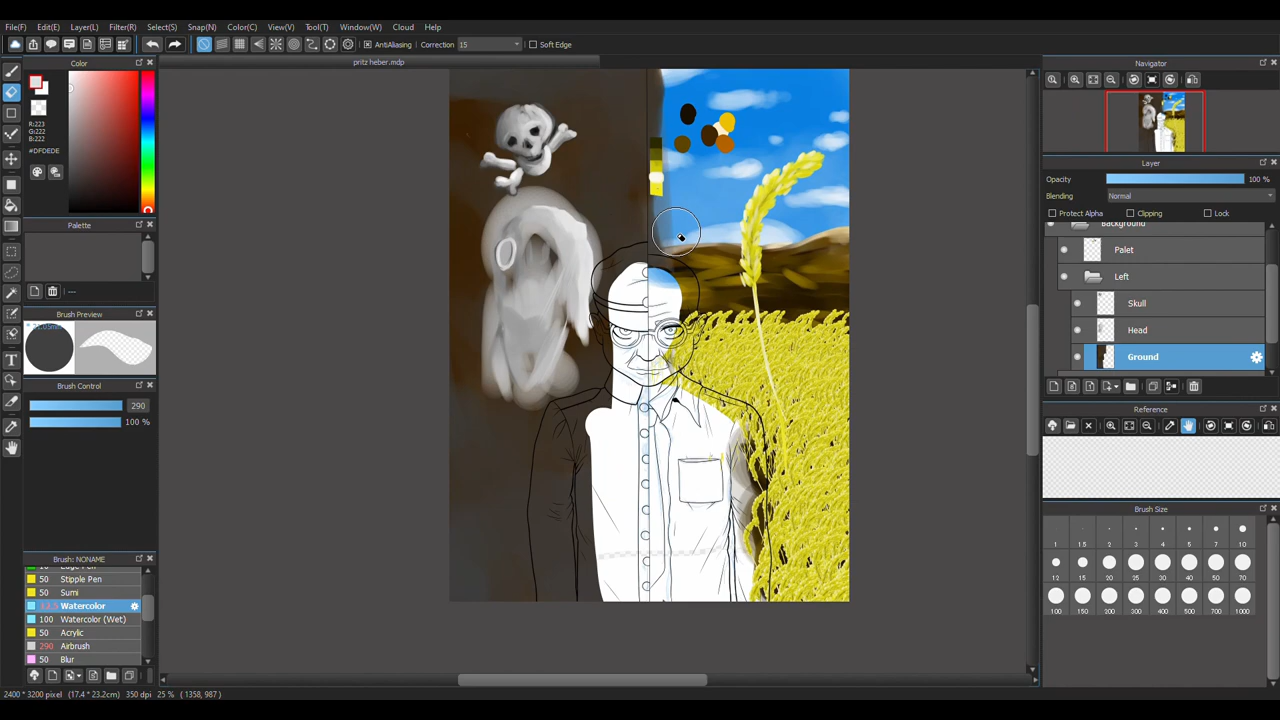 File(F) Edit(E) Layer(L) Filter(R) Select(S) Snap(N) Color(C) View(V) Tool(T) Window(W) Cloud Help
AntiAliasing Correction 15 Soft Edge
Color
pritz heber.mdp
Navigator
R:223
G:222
B:222
#DFDEDE
Layer
Opacity 100 %
Blending Normal
Protect Alpha Clipping Lock
Background
Palet
Left
Skull
Head
Ground
Palette
---
Brush Preview
Brush Control
290
100 %
Reference
Brush Size
1 1.5 2 3 4 5 7 10
12 15 20 25 30 40 50 70
100 150 200 300 400 500 700 1000
Brush: NONAME
50 Stipple Pen
50 Sumi
Watercolor
100 Watercolor (Wet)
50 Acrylic
290 Airbrush
50 Blur
2400 * 3200 pixel (17.4 * 23.2cm) 350 dpi 25 % ( 1358, 987 )